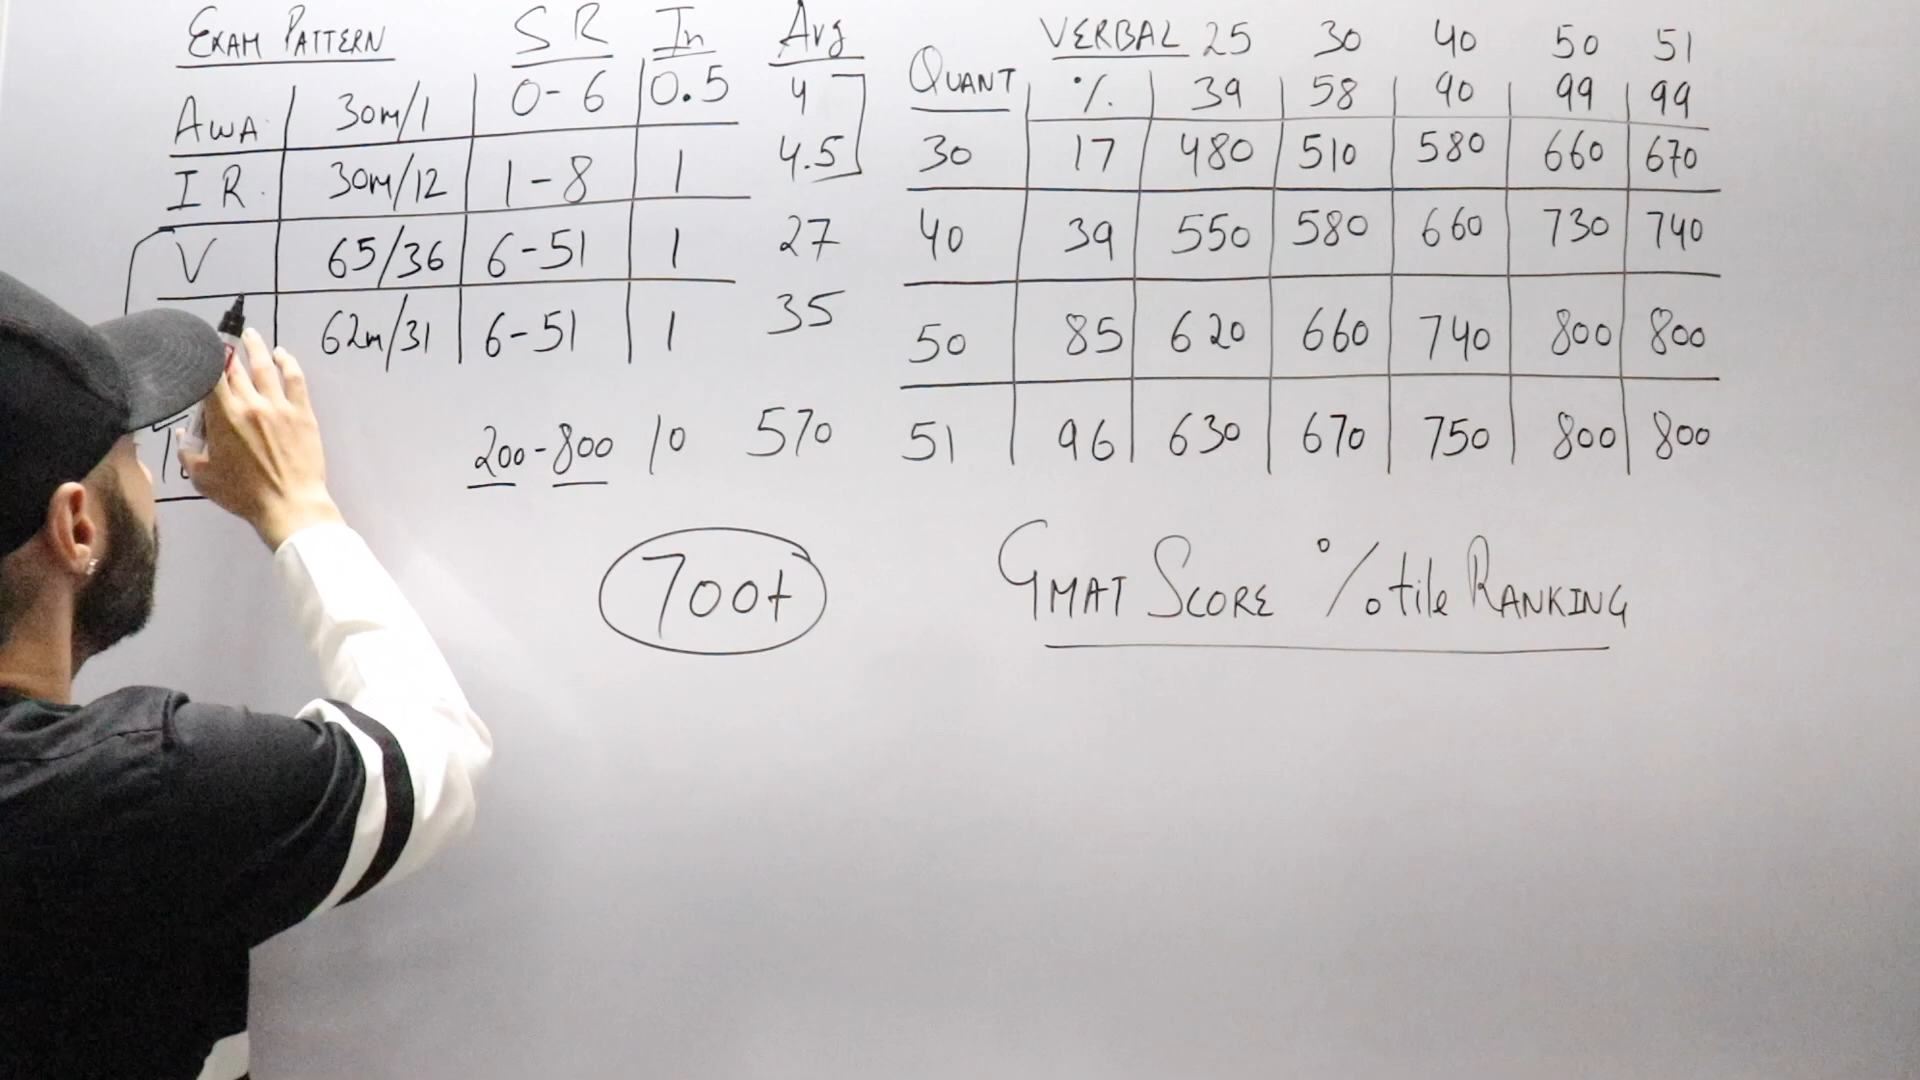 EXAM PATTERN SR In Avg
AWA 30m/1 0-6 0.5 4
IR. 30m/12 1-8 1 4.5
V 65/36 6-51 1 27
62m/31 6-51 1 35
200-800 10 570
700+
VERBAL 25 30 40 50 51
QUANT % 39 58 90 99 99
30 17 480 510 580 660 670
40 39 550 580 660 730 740
50 85 620 660 740 800 800
51 96 630 670 750 800 800
GMAT SCORE %tile RANKING